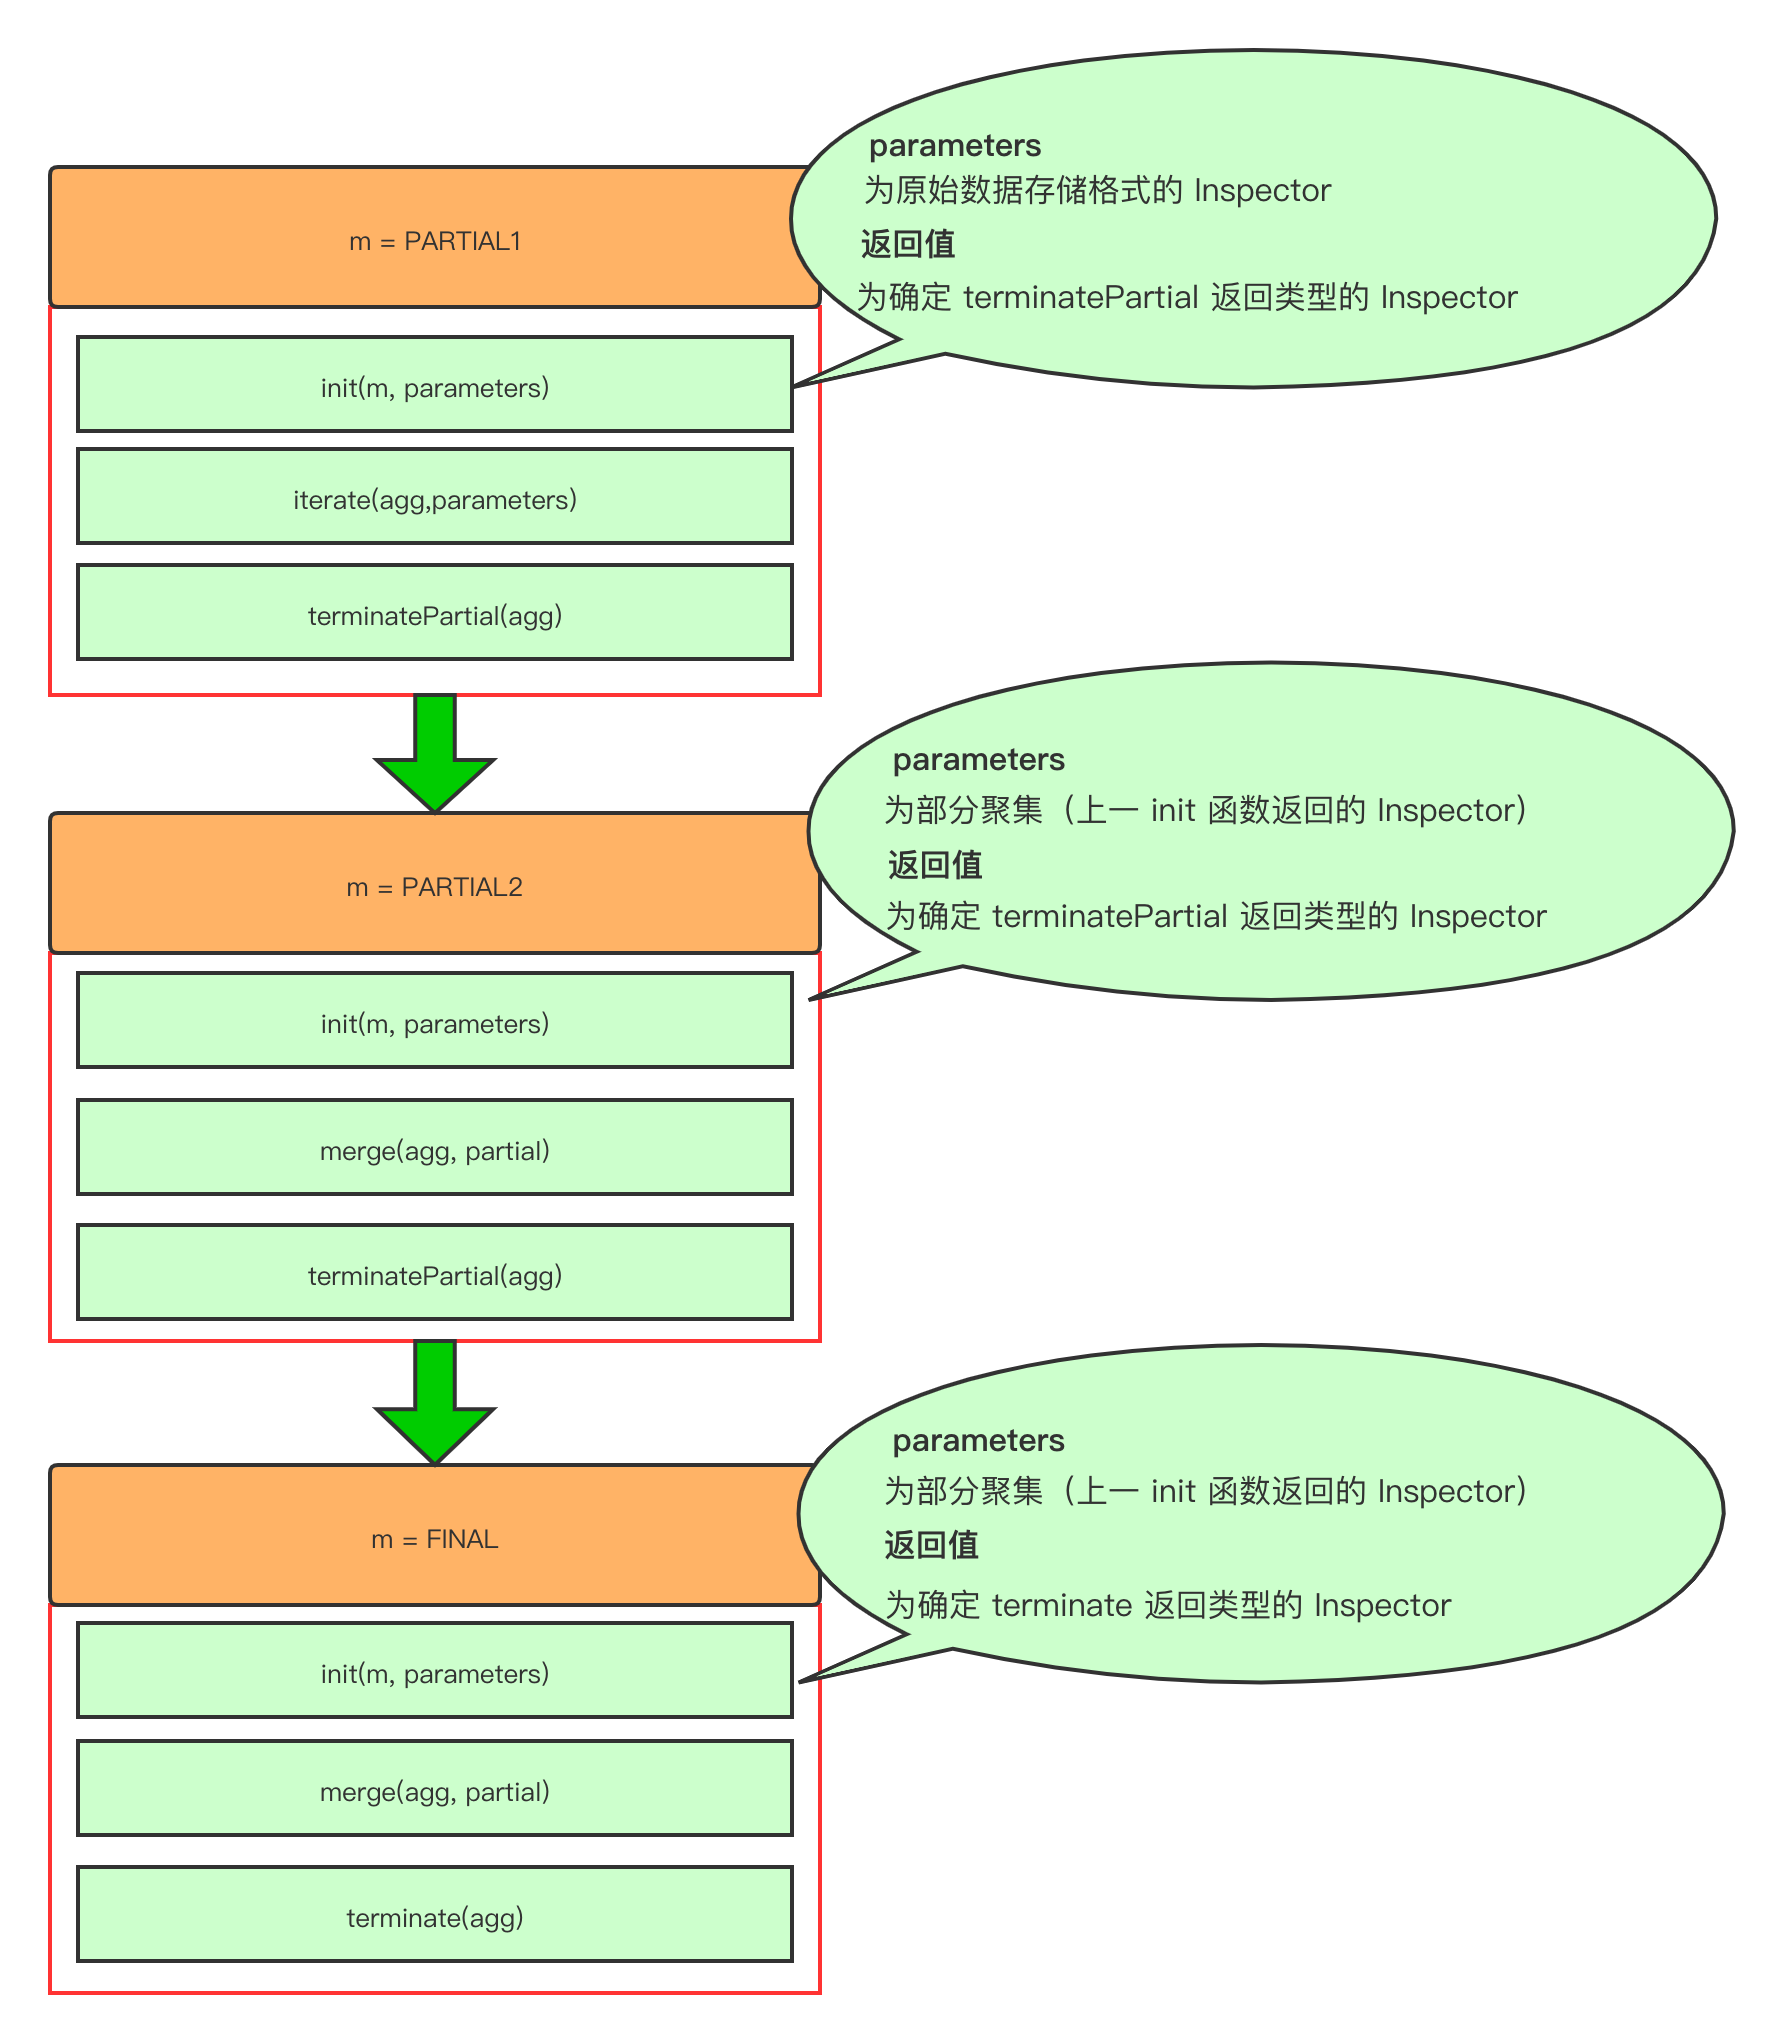 parameters
为原始数据存储格式的 Inspector
返回值
为确定 terminatePartial 返回类型的 Inspector
m = PARTIAL1
init(m, parameters)
iterate(agg,parameters)
terminatePartial(agg)
parameters
为部分聚集（上一 init 函数返回的 Inspector）
返回值
为确定 terminatePartial 返回类型的 Inspector
m = PARTIAL2
init(m, parameters)
merge(agg, partial)
terminatePartial(agg)
parameters
为部分聚集（上一 init 函数返回的 Inspector）
返回值
为确定 terminate 返回类型的 Inspector
m = FINAL
init(m, parameters)
merge(agg, partial)
terminate(agg)